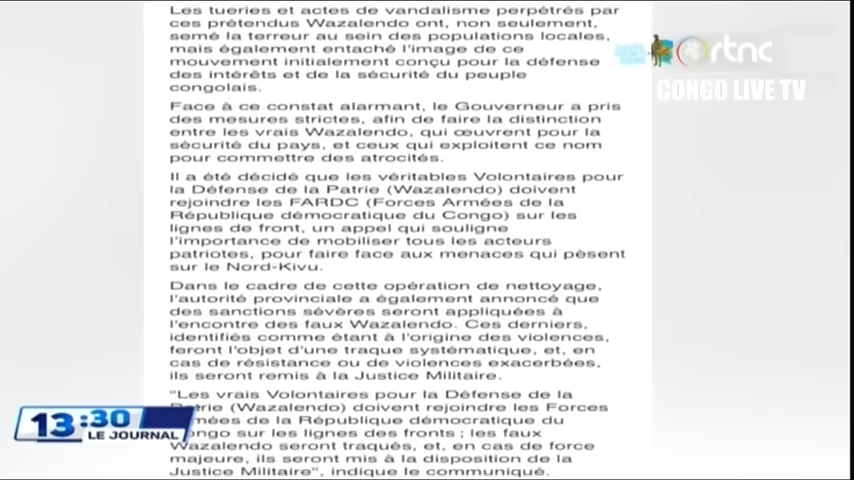 Les tueries et actes de vandalisme perpétrés par
ces prétendus Wazalendo ont, non seulement,
semé la terreur au sein des populations locales,
mais également entaché l'image de ce
mouvement initialement conçu pour la défense
des intérêts et de la sécurité du peuple
congolais.
rtnc
CONGO LIVE TV
Face à ce constat alarmant, le Gouverneur a pris
des mesures strictes, afin de faire la distinction
entre les vrais Wazalendo, qui œuvrent pour la
sécurité du pays, et ceux qui exploitent ce nom
pour commettre des atrocités.
Il a été décidé que les véritables Volontaires pour
la Défense de la Patrie (Wazalendo) doivent
rejoindre les FARDC (Forces Armées de la
République démocratique du Congo) sur les
lignes de front, un appel qui souligne
l'importance de mobiliser tous les acteurs
patriotes, pour faire face aux menaces qui pèsent
sur le Nord-Kivu.
Dans le cadre de cette opération de nettoyage,
l'autorité provinciale a également annoncé que
des sanctions sévères seront appliquées à
l'encontre des faux Wazalendo. Ces derniers,
identifiés comme étant à l'origine des violences,
feront l'objet d'une traque systématique, et, en
cas de résistance ou de violences exacerbées,
ils seront remis à la Justice Militaire.
"Les vrais Volontaires pour la Défense de la
Patrie (Wazalendo) doivent rejoindre les Forces
Armées de la République démocratique du
Congo sur les lignes des fronts ; les faux
Wazalendo seront traqués, et, en cas de force
majeure, ils seront mis à la disposition de la
Justice Militaire", indique le communiqué.
13:30
LE JOURNAL